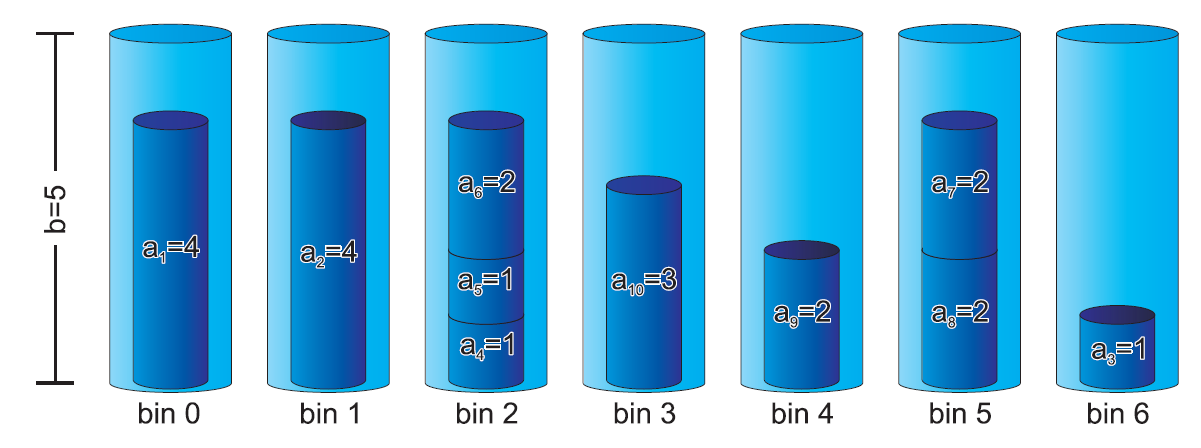 b=5
a₁=4
a₂=4
a₆=2
a₅=1
a₄=1
a₁₀=3
a₉=2
a₇=2
a₈=2
a₃=1
bin 0
bin 1
bin 2
bin 3
bin 4
bin 5
bin 6